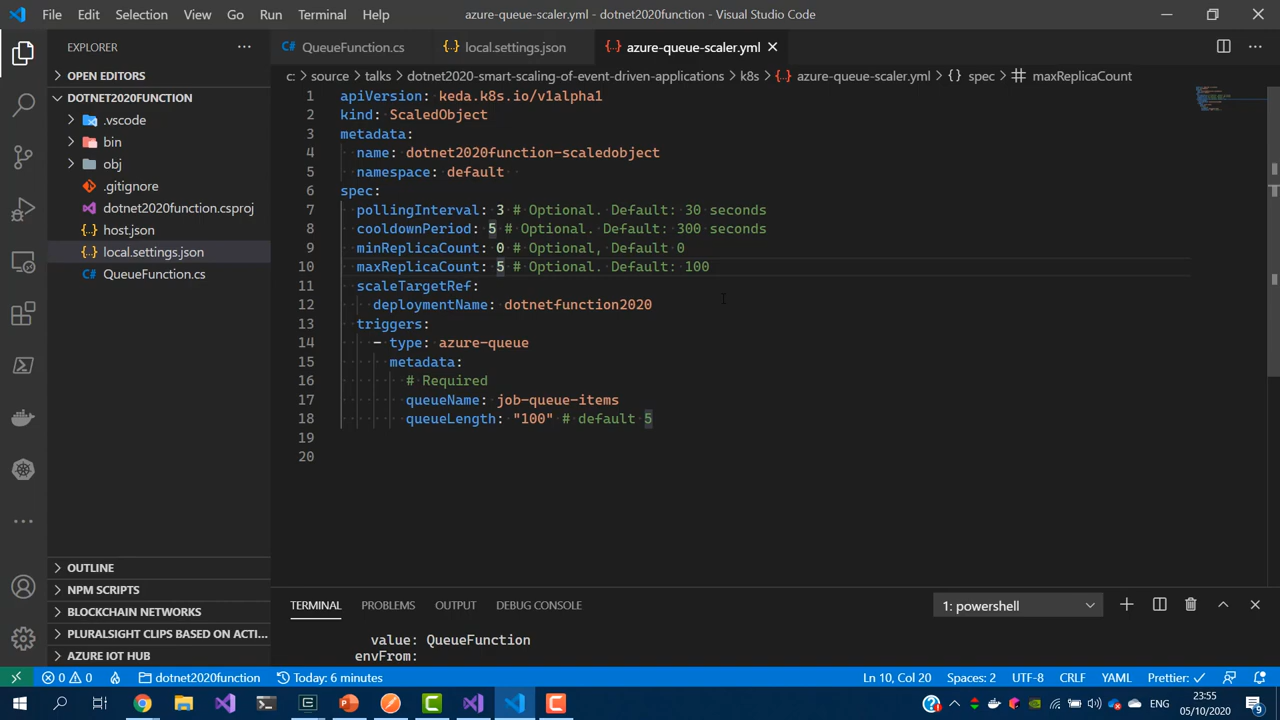 File Edit Selection View Go Run Terminal Help azure-queue-scaler.yml - dotnet2020function - Visual Studio Code
EXPLORER
OPEN EDITORS
DOTNET2020FUNCTION
.vscode
bin
obj
.gitignore
dotnet2020function.csproj
host.json
local.settings.json
QueueFunction.cs
OUTLINE
NPM SCRIPTS
BLOCKCHAIN NETWORKS
PLURALSIGHT CLIPS BASED ON ACTI...
AZURE IOT HUB
QueueFunction.cs local.settings.json azure-queue-scaler.yml
c: > source > talks > dotnet2020-smart-scaling-of-event-driven-applications > k8s > azure-queue-scaler.yml > {} spec > maxReplicaCount
1 apiVersion: keda.k8s.io/v1alpha1
2 kind: ScaledObject
3 metadata:
4 name: dotnet2020function-scaledobject
5 namespace: default
6 spec:
7 pollingInterval: 3 # Optional. Default: 30 seconds
8 cooldownPeriod: 5 # Optional. Default: 300 seconds
9 minReplicaCount: 0 # Optional, Default 0
10 maxReplicaCount: 5 # Optional. Default: 100
11 scaleTargetRef:
12 deploymentName: dotnetfunction2020
13 triggers:
14 - type: azure-queue
15 metadata:
16 # Required
17 queueName: job-queue-items
18 queueLength: "100" # default 5
19
20
TERMINAL PROBLEMS OUTPUT DEBUG CONSOLE 1: powershell
value: QueueFunction
envFrom:
0 0 dotnet2020function Today: 6 minutes Ln 10, Col 20 Spaces: 2 UTF-8 CRLF YAML Prettier: ✓
ENG 23:55
05/10/2020 9